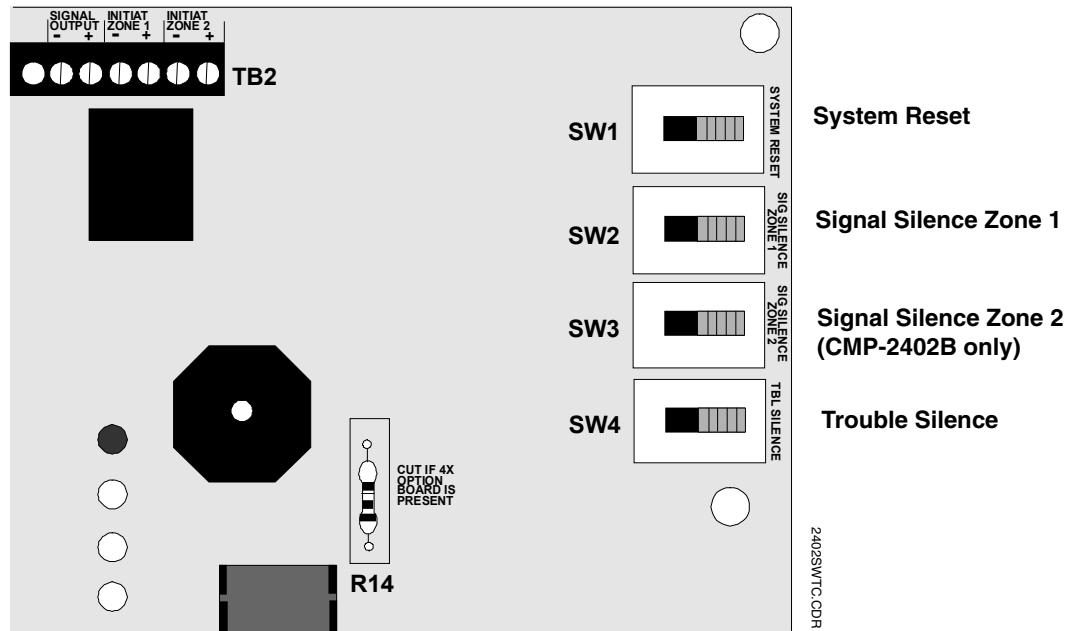 SIGNAL OUTPUT
- +
INITIAT ZONE 1
- +
INITIAT ZONE 2
- +
TB2
SW1
SYSTEM RESET
System Reset
SW2
SIG SILENCE
ZONE 1
Signal Silence Zone 1
SW3
SIG SILENCE
ZONE 2
Signal Silence Zone 2
(CMP-2402B only)
SW4
TBL SILENCE
Trouble Silence
CUT IF 4X
OPTION
BOARD IS
PRESENT
R14
2402SWTC.CDR